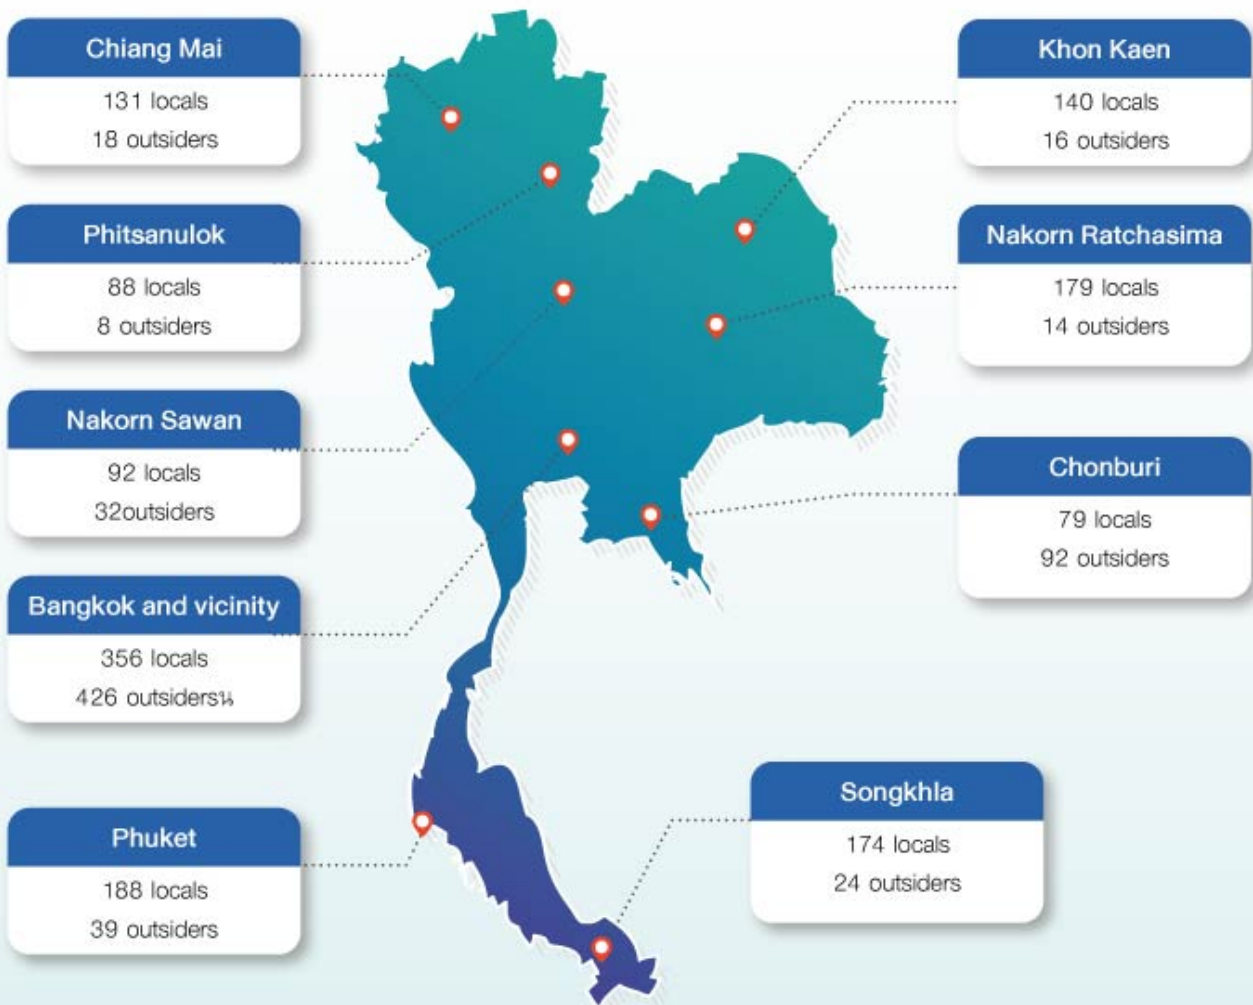 Chiang Mai
131 locals
18 outsiders
Phitsanulok
88 locals
8 outsiders
Nakorn Sawan
92 locals
32outsiders
Bangkok and vicinity
356 locals
426 outsidersน
Phuket
188 locals
39 outsiders
Khon Kaen
140 locals
16 outsiders
Nakorn Ratchasima
179 locals
14 outsiders
Chonburi
79 locals
92 outsiders
Songkhla
174 locals
24 outsiders